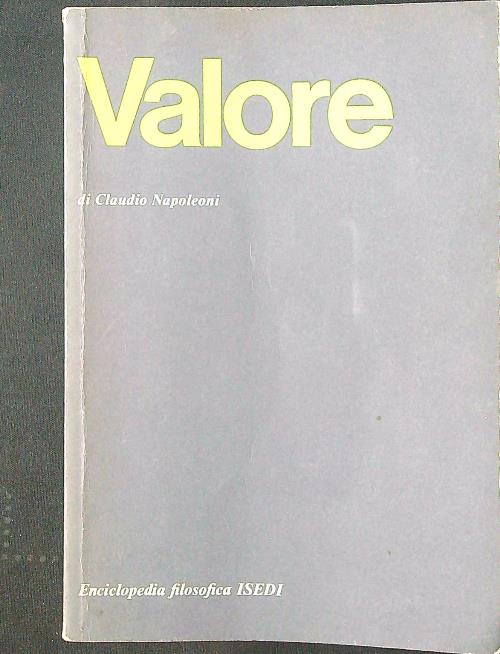 Valore
di Claudio Napoleoni
Enciclopedia filosofica ISEDI